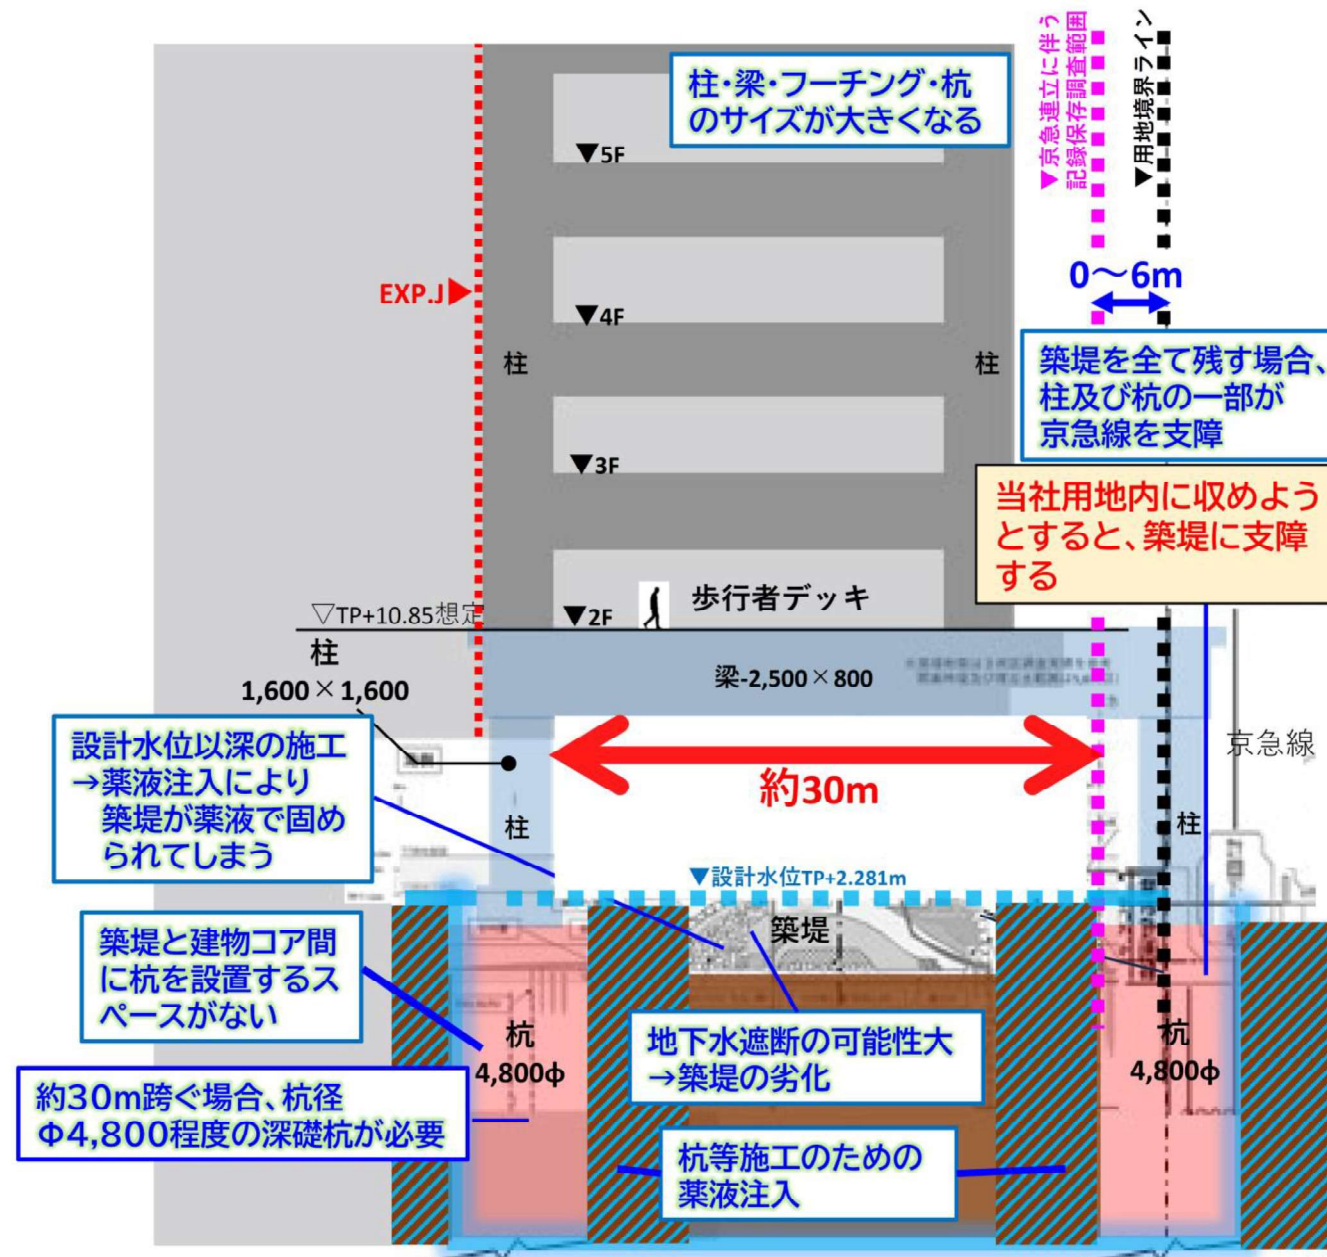 柱・梁・フーチング・杭
のサイズが大きくなる
▼京急連立に伴う
記録保存調査範囲
▼用地境界ライン
▼5F
EXP.J▶
0～6m
▼4F
柱
柱
築堤を全て残す場合、
柱及び杭の一部が
京急線を支障
▼3F
当社用地内に収めよう
とすると、築堤に支障
する
▽TP+10.85想定
▼2F
歩行者デッキ
柱
1,600×1,600
梁-2,500×800
京急線
設計水位以深の施工
→薬液注入により
築堤が薬液で固め
られてしまう
約30m
柱
柱
▼設計水位TP+2.281m
築堤
築堤と建物コア間
に杭を設置するス
ペースがない
杭
4,800φ
地下水遮断の可能性大
→築堤の劣化
杭
4,800φ
約30m跨ぐ場合、杭径
Φ4,800程度の深礎杭が必要
杭等施工のための
薬液注入